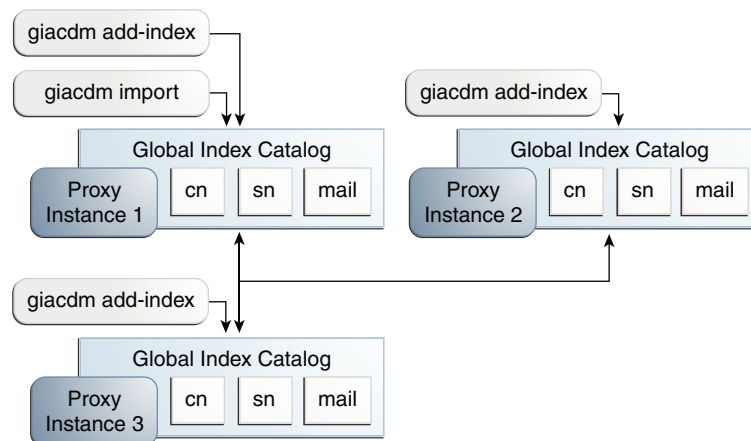 giacdm add-index
giacdm import
Global Index Catalog
Proxy
Instance 1
cn
sn
mail
giacdm add-index
Global Index Catalog
Proxy
Instance 2
cn
sn
mail
giacdm add-index
Global Index Catalog
Proxy
Instance 3
cn
sn
mail